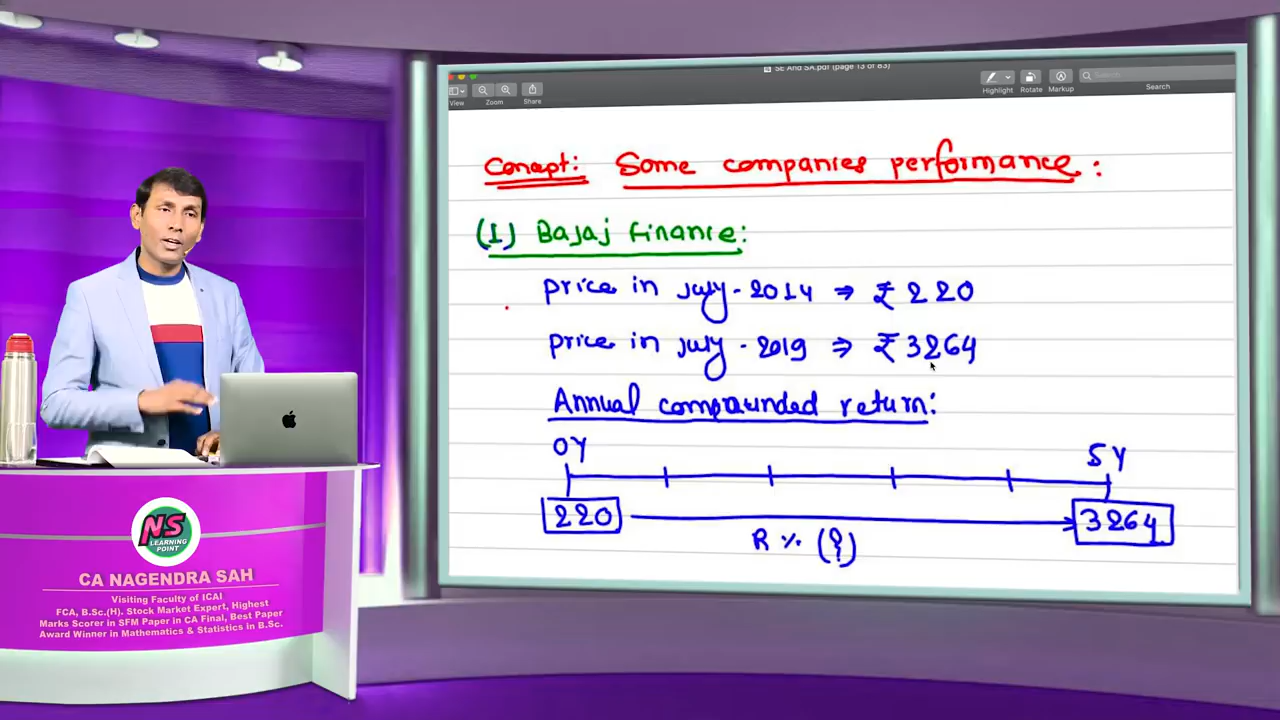 SE And SA.pdf (page 13 of 83)
View
Zoom
Share
Highlight
Rotate
Markup
Search
Search
Concept: Some companies performance:
(1) Bajaj Finance:
price in july-2014 ⇒ ₹220
price in july-2019 ⇒ ₹3264
Annual compounded return:
0Y 5Y
220 3264
R % (?)
NS
LEARNING
POINT
CA NAGENDRA SAH
Visiting Faculty of ICAI
FCA, B.Sc.(H). Stock Market Expert, Highest
Marks Scorer in SFM Paper in CA Final, Best Paper
Award Winner in Mathematics & Statistics in B.Sc.